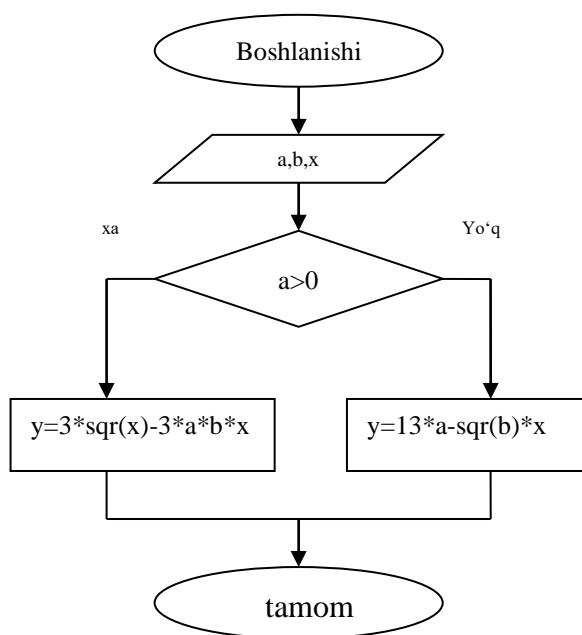 Boshlanishi
a,b,x
xa
Yo‘q
a>0
y=3*sqr(x)-3*a*b*x
y=13*a-sqr(b)*x
tamom